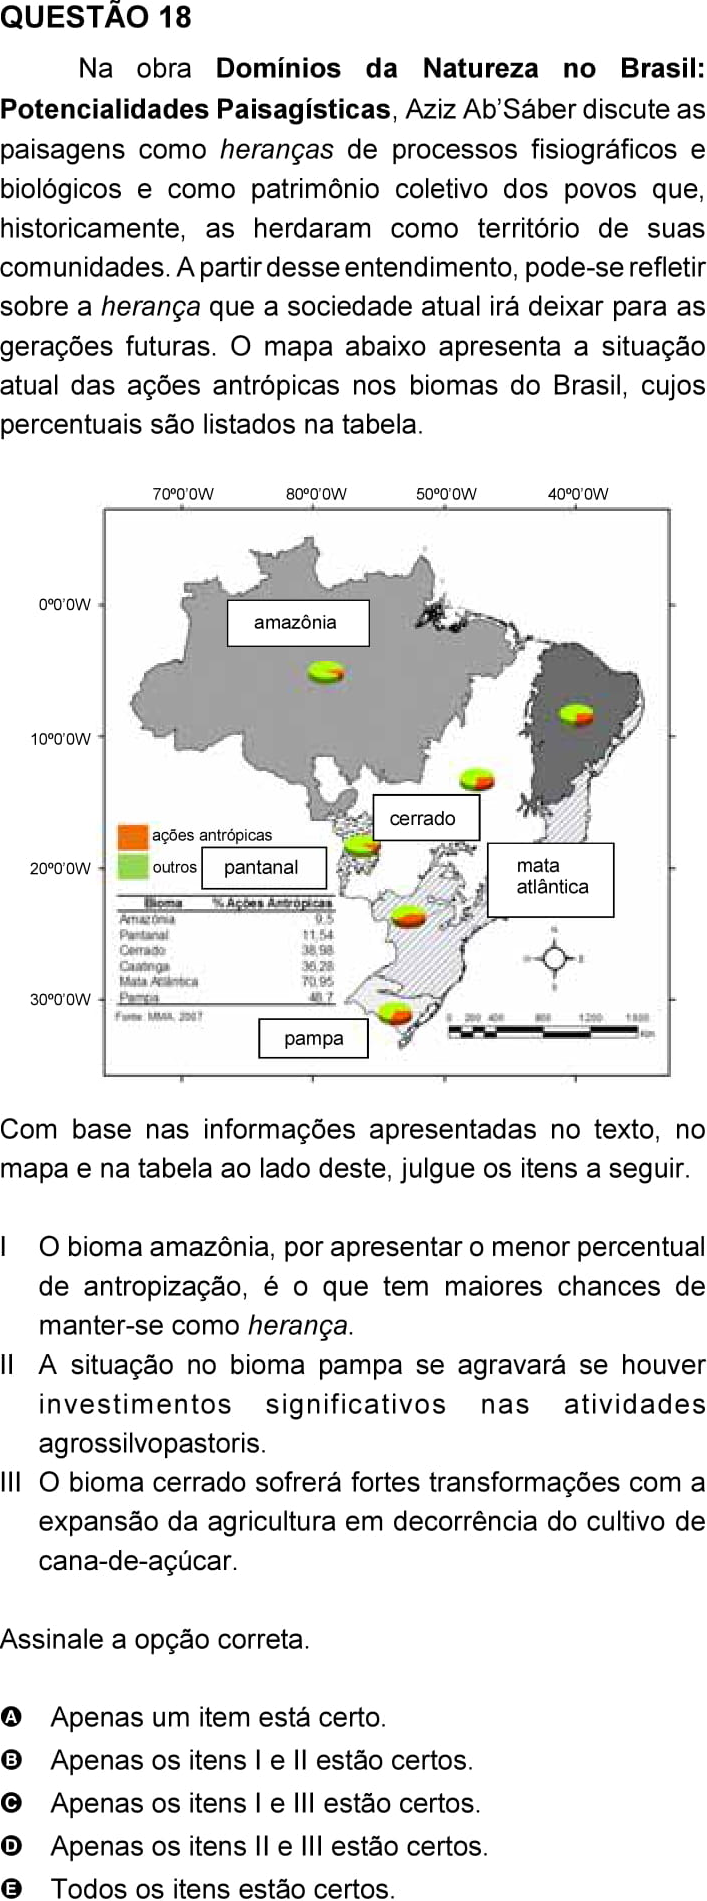 QUESTÃO 18
Na obra Domínios da Natureza no Brasil:
Potencialidades Paisagísticas, Aziz Ab’Sáber discute as
paisagens como heranças de processos fisiográficos e
biológicos e como patrimônio coletivo dos povos que,
historicamente, as herdaram como território de suas
comunidades. A partir desse entendimento, pode-se refletir
sobre a herança que a sociedade atual irá deixar para as
gerações futuras. O mapa abaixo apresenta a situação
atual das ações antrópicas nos biomas do Brasil, cujos
percentuais são listados na tabela.
70º0’0W 80º0’0W 50º0’0W 40º0’0W
0º0’0W
amazônia
10º0’0W
cerrado
ações antrópicas
outros
20º0’0W
pantanal
mata
atlântica
Bioma % Ações Antrópicas
Amazônia 9,5
Pantanal 11,54
Cerrado 38,98
Caatinga 36,28
Mata Atlântica 70,95
Pampa 48,7
Fonte: MMA, 2007
30º0’0W
0 200 400 800 1.200 1.600
Km
pampa
Com base nas informações apresentadas no texto, no
mapa e na tabela ao lado deste, julgue os itens a seguir.
I O bioma amazônia, por apresentar o menor percentual
de antropização, é o que tem maiores chances de
manter-se como herança.
II A situação no bioma pampa se agravará se houver
investimentos significativos nas atividades
agrossilvopastoris.
III O bioma cerrado sofrerá fortes transformações com a
expansão da agricultura em decorrência do cultivo de
cana-de-açúcar.
Assinale a opção correta.
A Apenas um item está certo.
B Apenas os itens I e II estão certos.
C Apenas os itens I e III estão certos.
D Apenas os itens II e III estão certos.
E Todos os itens estão certos.